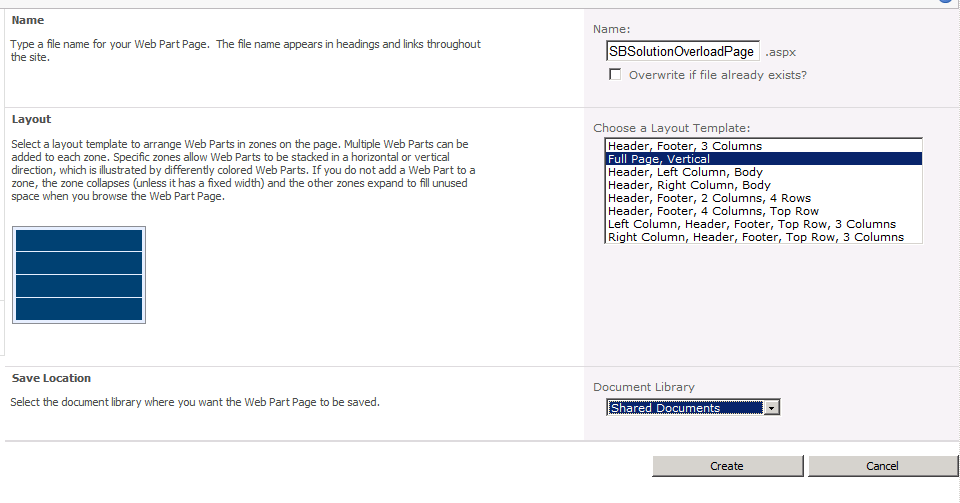 Name
Type a file name for your Web Part Page. The file name appears in headings and links throughout
the site.
Name:
SBSolutionOverloadPage .aspx
Overwrite if file already exists?
Layout
Select a layout template to arrange Web Parts in zones on the page. Multiple Web Parts can be
added to each zone. Specific zones allow Web Parts to be stacked in a horizontal or vertical
direction, which is illustrated by differently colored Web Parts. If you do not add a Web Part to a
zone, the zone collapses (unless it has a fixed width) and the other zones expand to fill unused
space when you browse the Web Part Page.
Choose a Layout Template:
Header, Footer, 3 Columns
Full Page, Vertical
Header, Left Column, Body
Header, Right Column, Body
Header, Footer, 2 Columns, 4 Rows
Header, Footer, 4 Columns, Top Row
Left Column, Header, Footer, Top Row, 3 Columns
Right Column, Header, Footer, Top Row, 3 Columns
Save Location
Select the document library where you want the Web Part Page to be saved.
Document Library
Shared Documents
Create Cancel